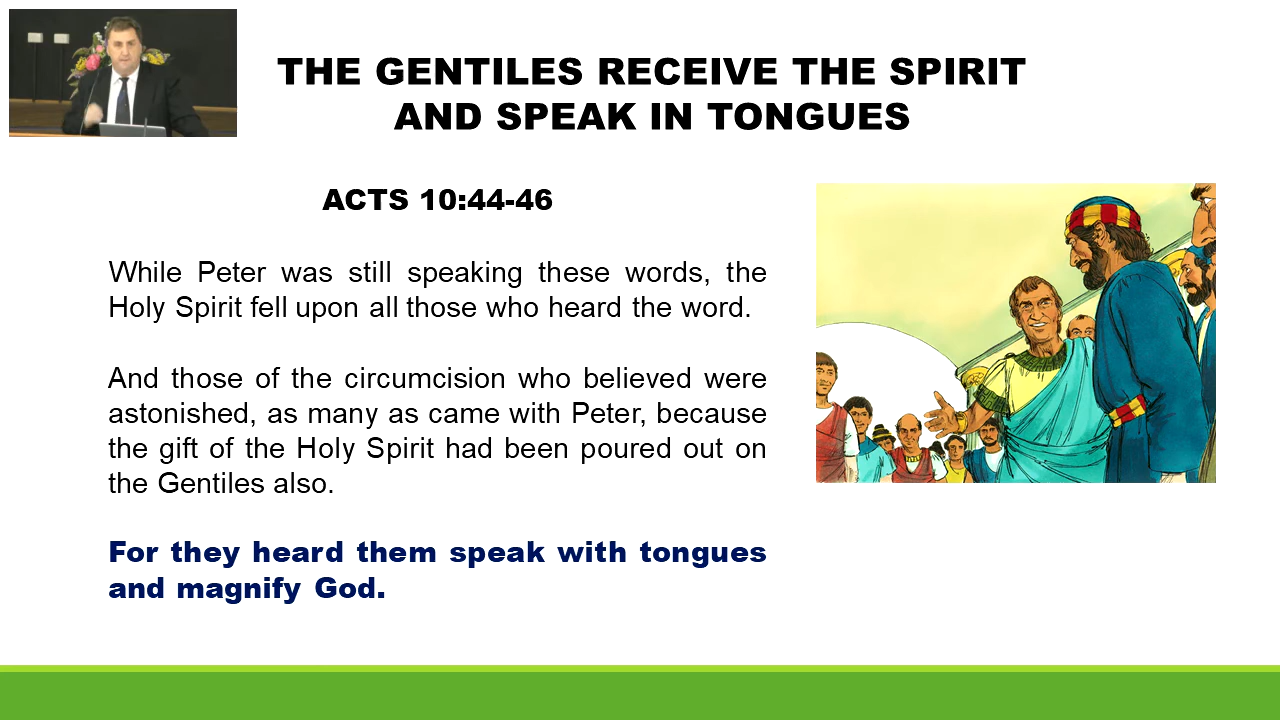 THE GENTILES RECEIVE THE SPIRIT
AND SPEAK IN TONGUES
ACTS 10:44-46
While Peter was still speaking these words, the
Holy Spirit fell upon all those who heard the word.
And those of the circumcision who believed were
astonished, as many as came with Peter, because
the gift of the Holy Spirit had been poured out on
the Gentiles also.
For they heard them speak with tongues
and magnify God.